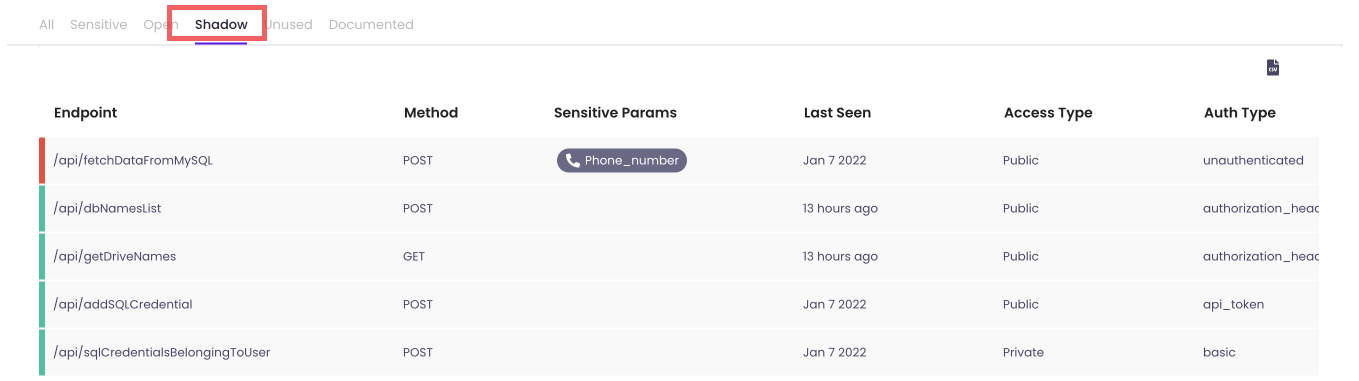 All Sensitive Open Shadow Unused Documented
CSV
Endpoint Method Sensitive Params Last Seen Access Type Auth Type
/api/fetchDataFromMySQL POST Phone_number Jan 7 2022 Public unauthenticated
/api/dbNamesList POST 13 hours ago Public authorization_head
/api/getDriveNames GET 13 hours ago Public authorization_head
/api/addSQLCredential POST Jan 7 2022 Public api_token
/api/sqlCredentialsBelongingToUser POST Jan 7 2022 Private basic